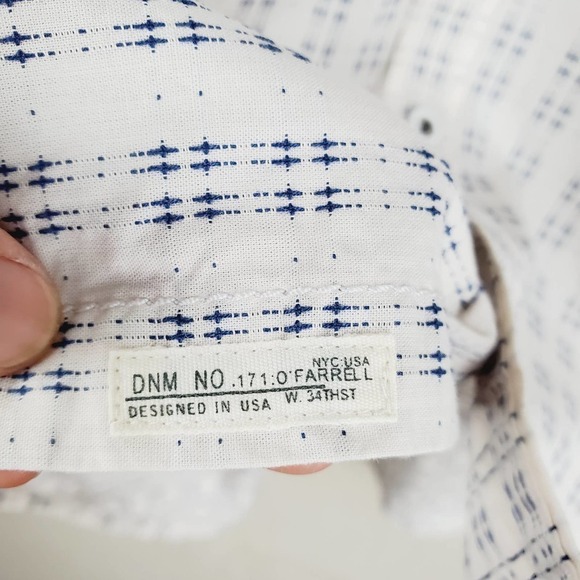 NYC:USA
DNM NO.171:O'FARRELL
DESIGNED IN USA W. 34THST